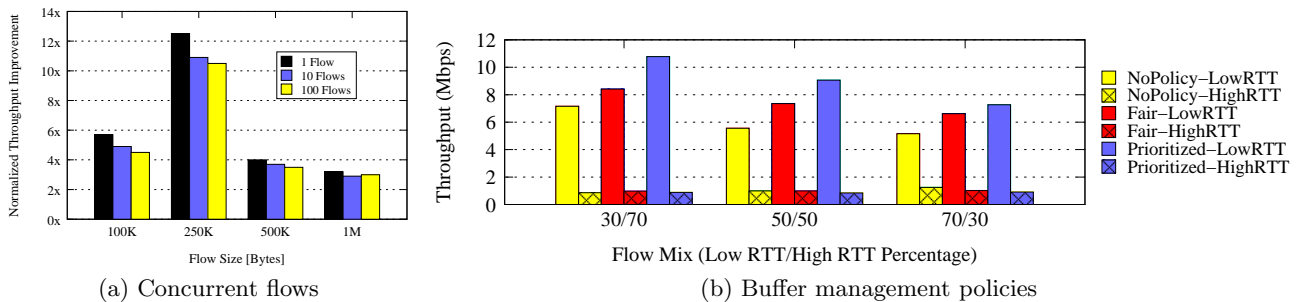 Normalized Throughput Improvement
14x
12x
10x
8x
6x
4x
2x
0x
1 Flow
10 Flows
100 Flows
100K
250K
500K
1M
Flow Size [Bytes]
(a) Concurrent flows
Throughput (Mbps)
12
10
8
6
4
2
0
30/70
50/50
70/30
Flow Mix (Low RTT/High RTT Percentage)
NoPolicy−LowRTT
NoPolicy−HighRTT
Fair−LowRTT
Fair−HighRTT
Prioritized−LowRTT
Prioritized−HighRTT
(b) Buffer management policies